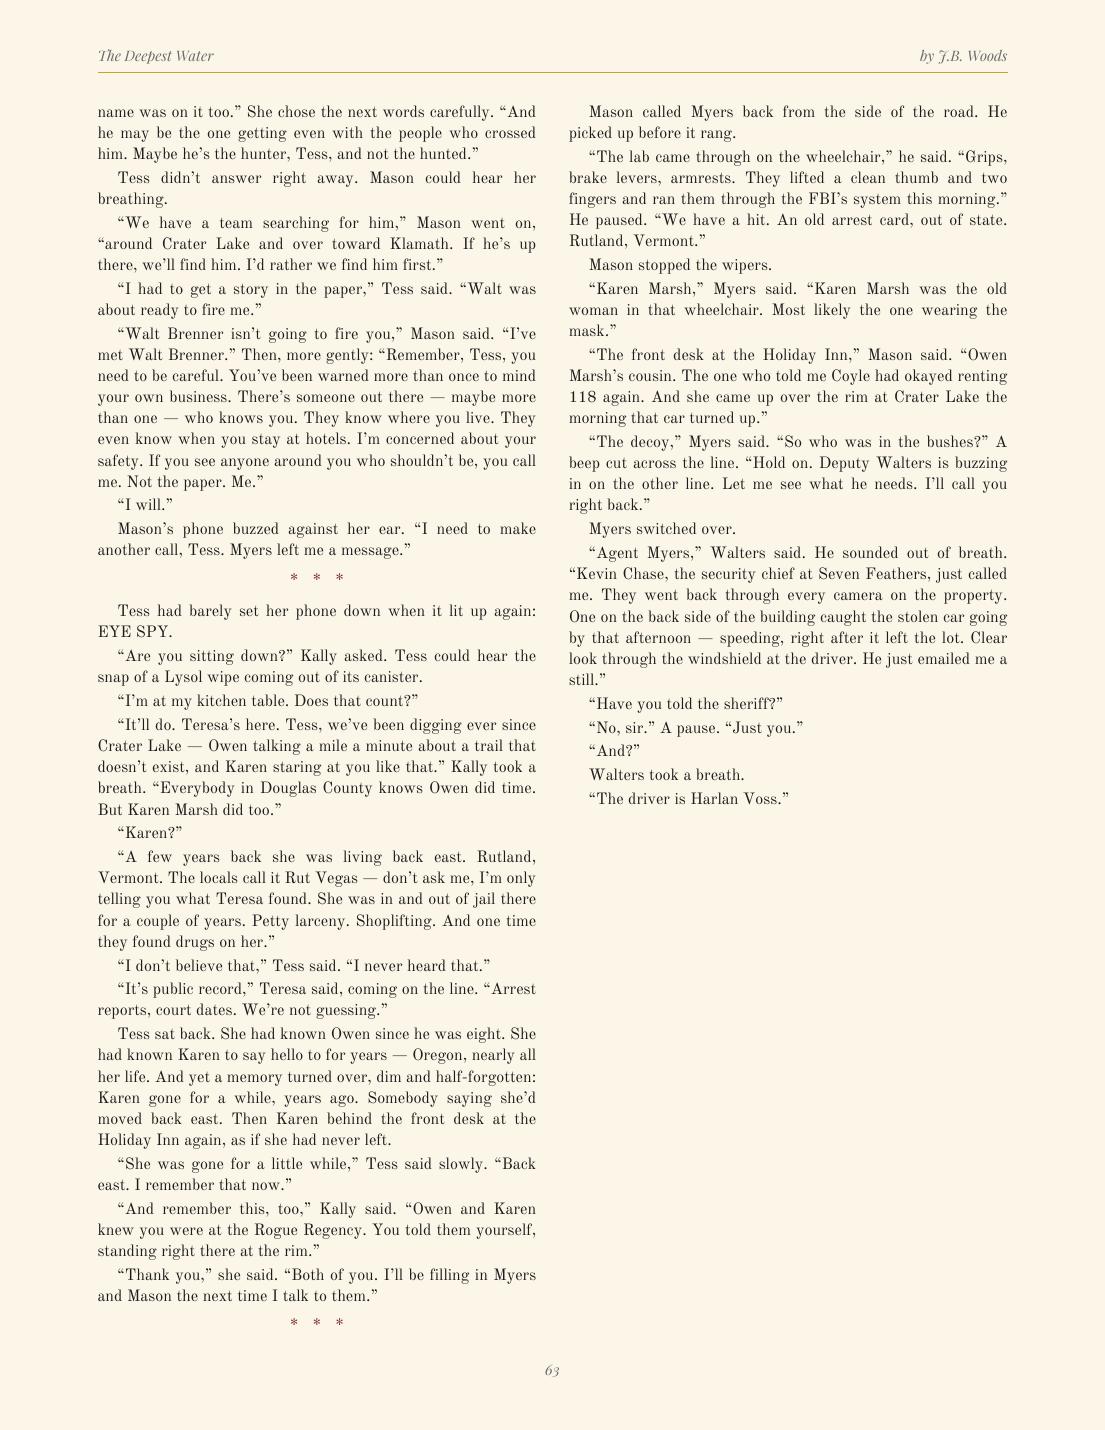 The Deepest Water
by J.B. Woods
name was on it too.” She chose the next words carefully. “And
he may be the one getting even with the people who crossed
him. Maybe he’s the hunter, Tess, and not the hunted.”
Tess didn’t answer right away. Mason could hear her
breathing.
“We have a team searching for him,” Mason went on,
“around Crater Lake and over toward Klamath. If he’s up
there, we’ll find him. I’d rather we find him first.”
“I had to get a story in the paper,” Tess said. “Walt was
about ready to fire me.”
“Walt Brenner isn’t going to fire you,” Mason said. “I’ve
met Walt Brenner.” Then, more gently: “Remember, Tess, you
need to be careful. You’ve been warned more than once to mind
your own business. There’s someone out there — maybe more
than one — who knows you. They know where you live. They
even know when you stay at hotels. I’m concerned about your
safety. If you see anyone around you who shouldn’t be, you call
me. Not the paper. Me.”
“I will.”
Mason’s phone buzzed against her ear. “I need to make
another call, Tess. Myers left me a message.”
* * *
Tess had barely set her phone down when it lit up again:
EYE SPY.
“Are you sitting down?” Kally asked. Tess could hear the
snap of a Lysol wipe coming out of its canister.
“I’m at my kitchen table. Does that count?”
“It’ll do. Teresa’s here. Tess, we’ve been digging ever since
Crater Lake — Owen talking a mile a minute about a trail that
doesn’t exist, and Karen staring at you like that.” Kally took a
breath. “Everybody in Douglas County knows Owen did time.
But Karen Marsh did too.”
“Karen?”
“A few years back she was living back east. Rutland,
Vermont. The locals call it Rut Vegas — don’t ask me, I’m only
telling you what Teresa found. She was in and out of jail there
for a couple of years. Petty larceny. Shoplifting. And one time
they found drugs on her.”
“I don’t believe that,” Tess said. “I never heard that.”
“It’s public record,” Teresa said, coming on the line. “Arrest
reports, court dates. We’re not guessing.”
Tess sat back. She had known Owen since he was eight. She
had known Karen to say hello to for years — Oregon, nearly all
her life. And yet a memory turned over, dim and half-forgotten:
Karen gone for a while, years ago. Somebody saying she’d
moved back east. Then Karen behind the front desk at the
Holiday Inn again, as if she had never left.
“She was gone for a little while,” Tess said slowly. “Back
east. I remember that now.”
“And remember this, too,” Kally said. “Owen and Karen
knew you were at the Rogue Regency. You told them yourself,
standing right there at the rim.”
“Thank you,” she said. “Both of you. I’ll be filling in Myers
and Mason the next time I talk to them.”
* * *
Mason called Myers back from the side of the road. He
picked up before it rang.
“The lab came through on the wheelchair,” he said. “Grips,
brake levers, armrests. They lifted a clean thumb and two
fingers and ran them through the FBI’s system this morning.”
He paused. “We have a hit. An old arrest card, out of state.
Rutland, Vermont.”
Mason stopped the wipers.
“Karen Marsh,” Myers said. “Karen Marsh was the old
woman in that wheelchair. Most likely the one wearing the
mask.”
“The front desk at the Holiday Inn,” Mason said. “Owen
Marsh’s cousin. The one who told me Coyle had okayed renting
118 again. And she came up over the rim at Crater Lake the
morning that car turned up.”
“The decoy,” Myers said. “So who was in the bushes?” A
beep cut across the line. “Hold on. Deputy Walters is buzzing
in on the other line. Let me see what he needs. I’ll call you
right back.”
Myers switched over.
“Agent Myers,” Walters said. He sounded out of breath.
“Kevin Chase, the security chief at Seven Feathers, just called
me. They went back through every camera on the property.
One on the back side of the building caught the stolen car going
by that afternoon — speeding, right after it left the lot. Clear
look through the windshield at the driver. He just emailed me a
still.”
“Have you told the sheriff?”
“No, sir.” A pause. “Just you.”
“And?”
Walters took a breath.
“The driver is Harlan Voss.”
63